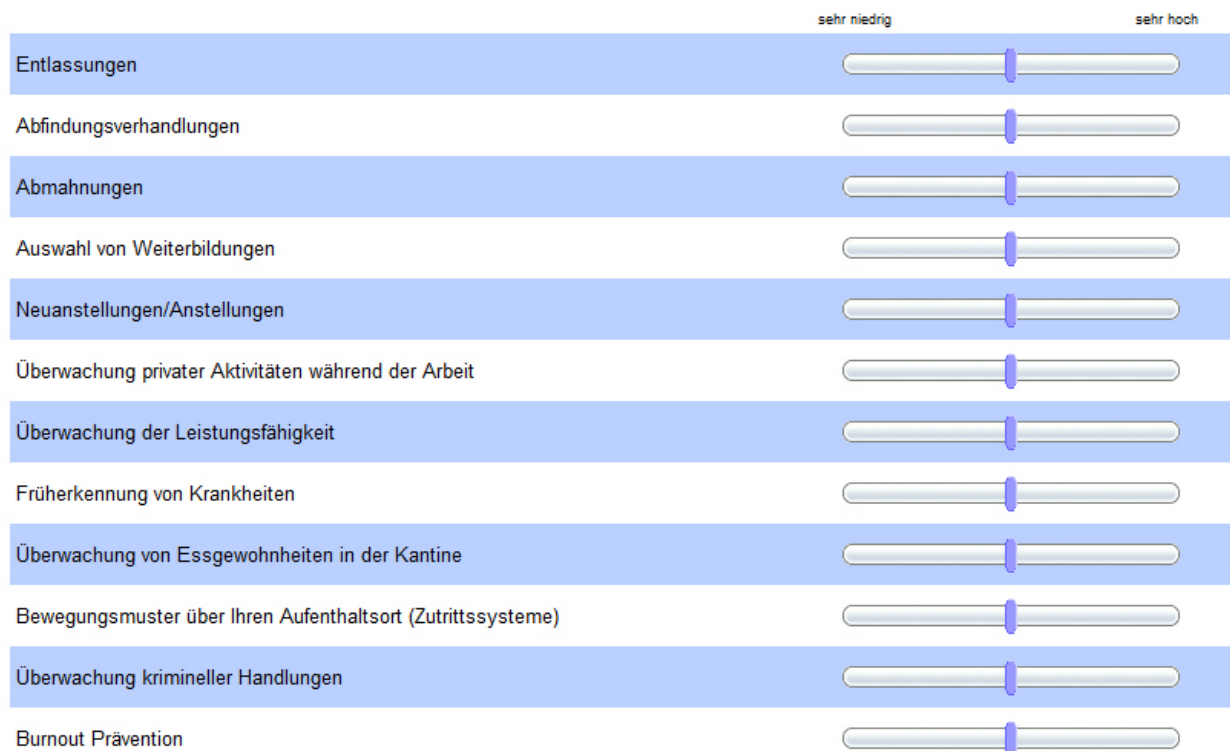 sehr niedrig sehr hoch
Entlassungen
Abfindungsverhandlungen
Abmahnungen
Auswahl von Weiterbildungen
Neuanstellungen/Anstellungen
Überwachung privater Aktivitäten während der Arbeit
Überwachung der Leistungsfähigkeit
Früherkennung von Krankheiten
Überwachung von Essgewohnheiten in der Kantine
Bewegungsmuster über Ihren Aufenthaltsort (Zutrittssysteme)
Überwachung krimineller Handlungen
Burnout Prävention